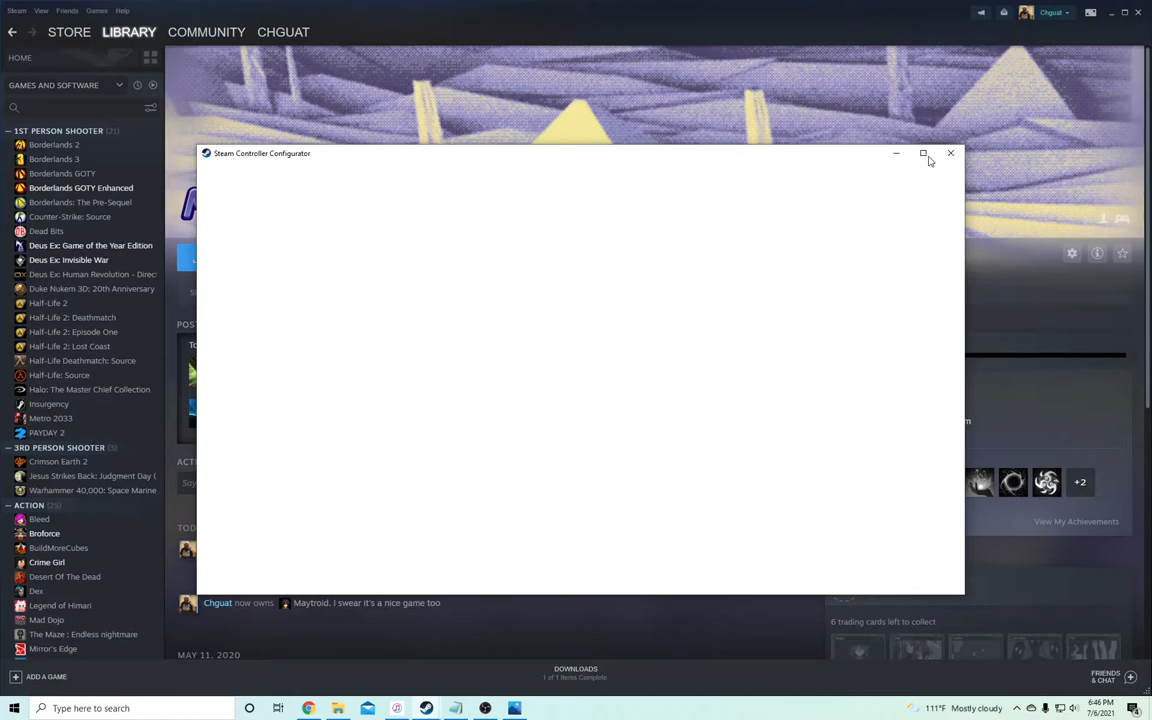 Steam View Friends Games Help
Chguat
STORE LIBRARY COMMUNITY CHGUAT
HOME
GAMES AND SOFTWARE
Steam Controller Configurator
1ST PERSON SHOOTER (21)
Borderlands 2
Borderlands 3
Borderlands GOTY
Borderlands GOTY Enhanced
Borderlands: The Pre-Sequel
Counter-Strike: Source
Dead Bits
Deus Ex: Game of the Year Edition
Deus Ex: Invisible War
Deus Ex: Human Revolution - Direc
Duke Nukem 3D: 20th Anniversary
Half-Life 2
Half-Life 2: Deathmatch
Half-Life 2: Episode One
Half-Life 2: Lost Coast
Half-Life Deathmatch: Source
Half-Life: Source
Halo: The Master Chief Collection
Insurgency
Metro 2033
PAYDAY 2
3RD PERSON SHOOTER (3)
Crimson Earth 2
Jesus Strikes Back: Judgment Day (
Warhammer 40,000: Space Marine
ACTION (25)
Bleed
Broforce
BuildMoreCubes
Crime Girl
Desert Of The Dead
Dex
Legend of Himari
Mad Dojo
The Maze : Endless nightmare
Mirror's Edge
POST
ACTI
Say
TOD
+2
View My Achievements
Chguat now owns Maytroid. I swear it's a nice game too
6 trading cards left to collect
MAY 11, 2020
ADD A GAME
DOWNLOADS
1 of 1 Items Complete
FRIENDS
& CHAT
Type here to search
111°F Mostly cloudy
6:46 PM
7/6/2021
4